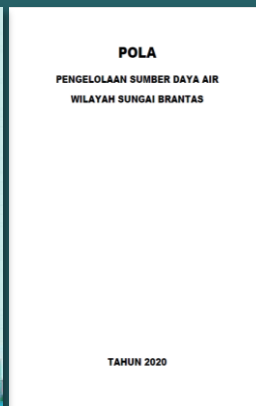 POLA
PENGELOLAAN SUMBER DAYA AIR
WILAYAH SUNGAI BRANTAS
TAHUN 2020